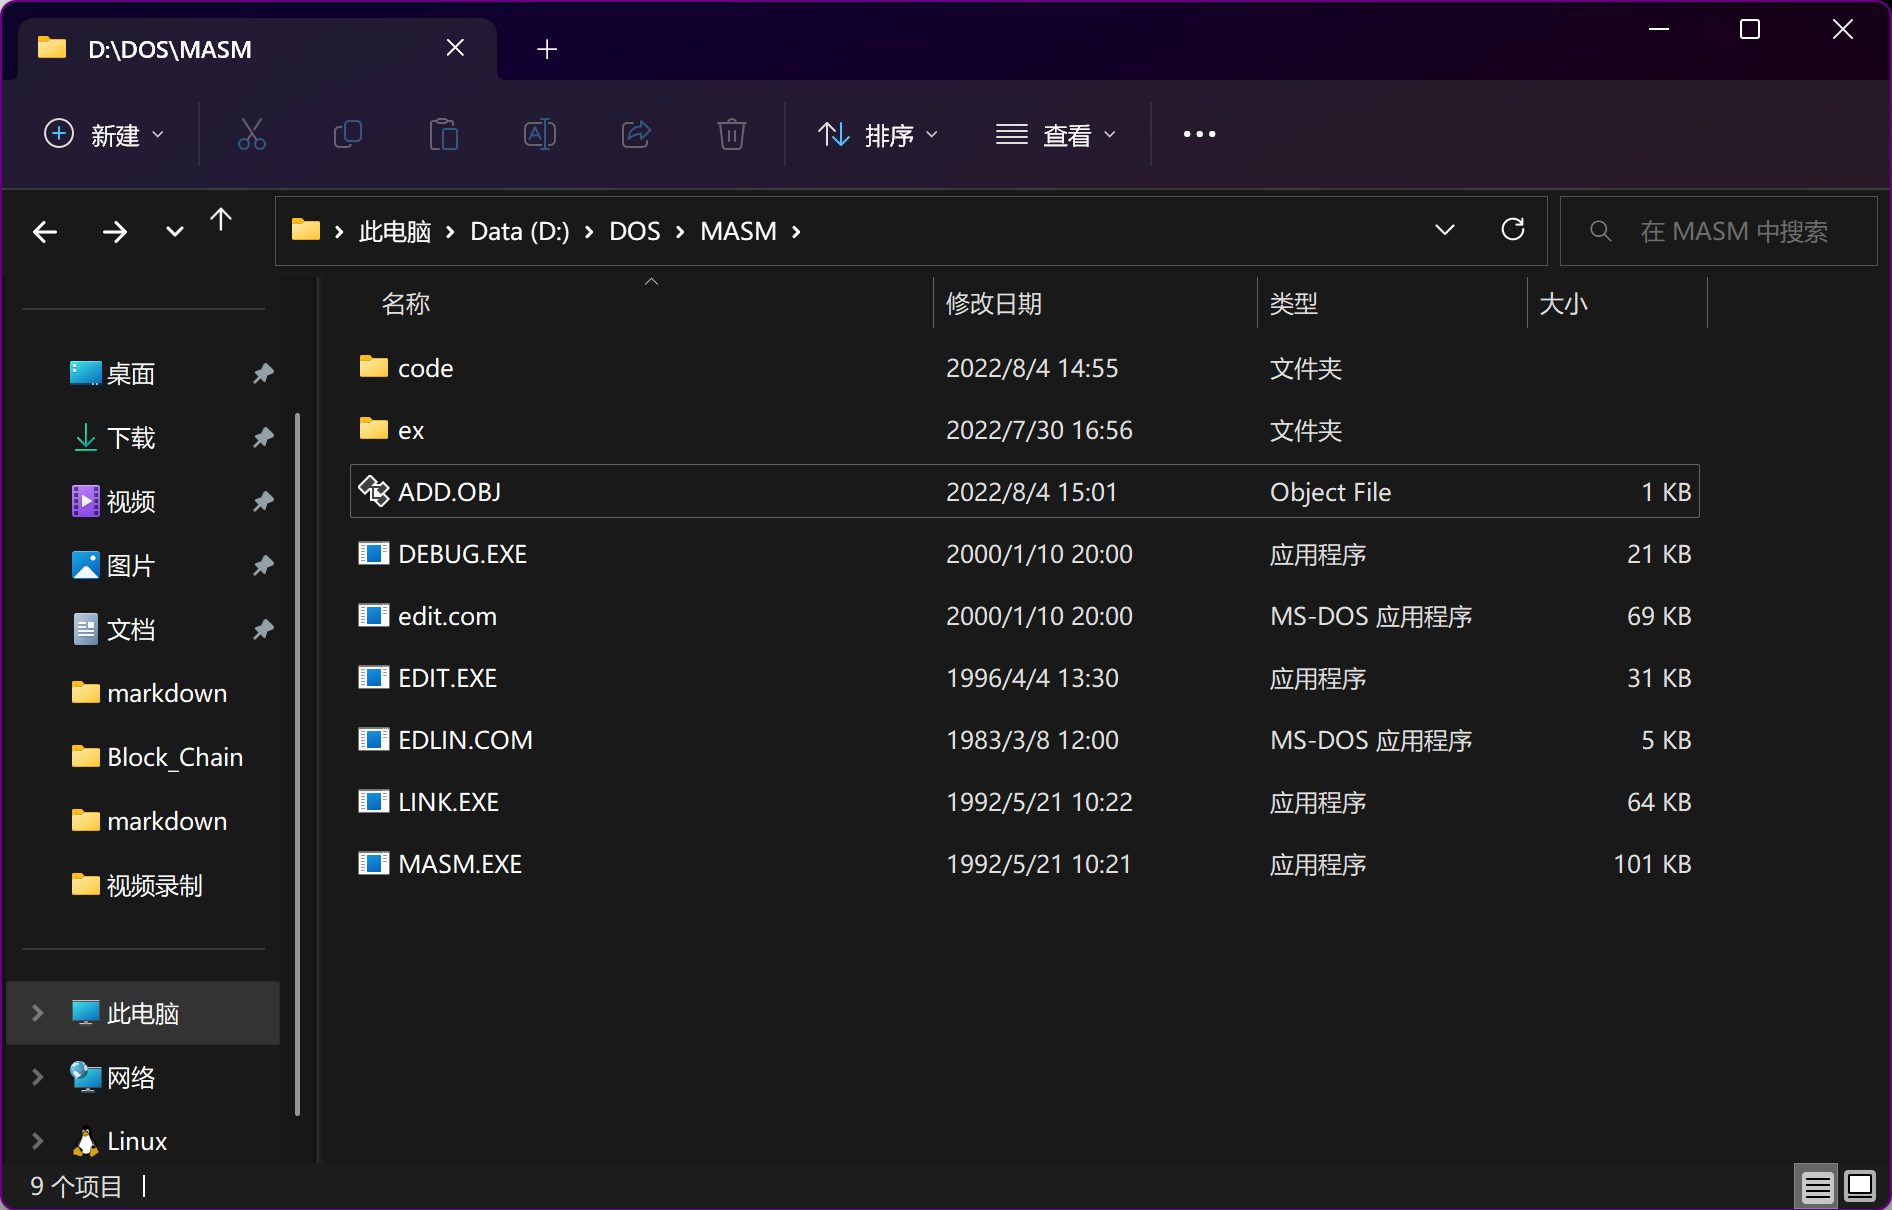 D:\DOS\MASM
新建 排序 查看
此电脑 Data (D:) DOS MASM 在 MASM 中搜索
名称 修改日期 类型 大小
code 2022/8/4 14:55 文件夹
ex 2022/7/30 16:56 文件夹
ADD.OBJ 2022/8/4 15:01 Object File 1 KB
DEBUG.EXE 2000/1/10 20:00 应用程序 21 KB
edit.com 2000/1/10 20:00 MS-DOS 应用程序 69 KB
EDIT.EXE 1996/4/4 13:30 应用程序 31 KB
EDLIN.COM 1983/3/8 12:00 MS-DOS 应用程序 5 KB
LINK.EXE 1992/5/21 10:22 应用程序 64 KB
MASM.EXE 1992/5/21 10:21 应用程序 101 KB
桌面
下载
视频
图片
文档
markdown
Block_Chain
markdown
视频录制
此电脑
网络
Linux
9 个项目